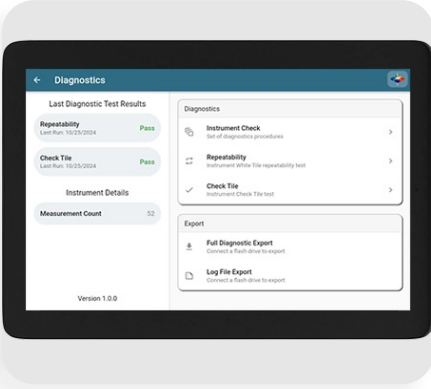 Diagnostics
Last Diagnostic Test Results
Repeatability
Last Run: 10/25/2024
Pass
Check Tile
Last Run: 10/25/2024
Pass
Instrument Details
Measurement Count 52
Version 1.0.0
Diagnostics
Instrument Check
Set of diagnostics procedures
Repeatability
Instrument White Tile repeatability test
Check Tile
Instrument Check Tile test
Export
Full Diagnostic Export
Connect a flash drive to export
Log File Export
Connect a flash drive to export